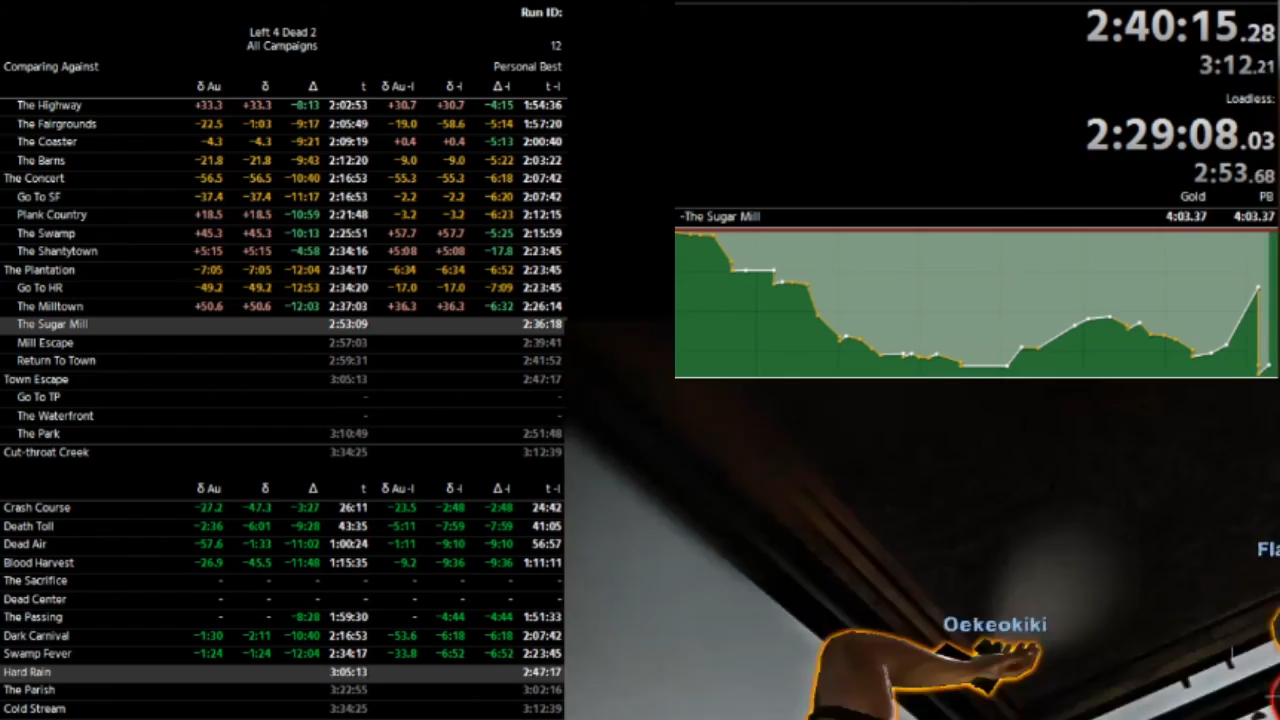 Run ID:
Left 4 Dead 2
All Campaigns 12
Comparing Against Personal Best
δ Au δ Δ t δ Au-I δ -I Δ -I t -I
The Highway +33.3 +33.3 −8:13 2:02:53 +30.7 +30.7 −4:15 1:54:36
The Fairgrounds −22.5 −1:03 −9:17 2:05:49 −19.0 −58.6 −5:14 1:57:20
The Coaster −4.3 −4.3 −9:21 2:09:19 +0.4 +0.4 −5:13 2:00:40
The Barns −21.8 −21.8 −9:43 2:12:20 −9.0 −9.0 −5:22 2:03:22
The Concert −56.5 −56.5 −10:40 2:16:53 −55.3 −55.3 −6:18 2:07:42
Go To SF −37.4 −37.4 −11:17 2:16:53 −2.2 −2.2 −6:20 2:07:42
Plank Country +18.5 +18.5 −10:59 2:21:48 −3.2 −3.2 −6:23 2:12:15
The Swamp +45.3 +45.3 −10:13 2:25:51 +57.7 +57.7 −5:25 2:15:59
The Shantytown +5:15 +5:15 −4:58 2:34:16 +5:08 +5:08 −17.8 2:23:45
The Plantation −7:05 −7:05 −12:04 2:34:17 −6:34 −6:34 −6:52 2:23:45
Go To HR −49.2 −49.2 −12:53 2:34:20 −17.0 −17.0 −7:09 2:23:45
The Milltown +50.6 +50.6 −12:03 2:37:03 +36.3 +36.3 −6:32 2:26:14
The Sugar Mill 2:53:09 2:36:18
Mill Escape 2:57:03 2:39:41
Return To Town 2:59:31 2:41:52
Town Escape 3:05:13 2:47:17
Go To TP - -
The Waterfront - -
The Park 3:10:49 2:51:48
Cut-throat Creek 3:34:25 3:12:39
δ Au δ Δ t δ Au-I δ -I Δ -I t -I
Crash Course −27.2 −47.3 −3:27 26:11 −23.5 −2:48 −2:48 24:42
Death Toll −2:36 −6:01 −9:28 43:35 −5:11 −7:59 −7:59 41:05
Dead Air −57.6 −1:33 −11:02 1:00:24 −1:11 −9:10 −9:10 56:57
Blood Harvest −26.9 −45.5 −11:48 1:15:35 −9.2 −9:36 −9:36 1:11:11
The Sacrifice - - - - - - - -
Dead Center - - - - - - - -
The Passing - - −8:28 1:59:30 - −4:44 −4:44 1:51:33
Dark Carnival −1:30 −2:11 −10:40 2:16:53 −53.6 −6:18 −6:18 2:07:42
Swamp Fever −1:24 −1:24 −12:04 2:34:17 −33.8 −6:52 −6:52 2:23:45
Hard Rain 3:05:13 2:47:17
The Parish 3:22:55 3:02:16
Cold Stream 3:34:25 3:12:39
2:40:15.28
3:12.21
Loadless:
2:29:08.03
2:53.68
Gold PB
-The Sugar Mill 4:03.37 4:03.37
Fla
Oekeokiki